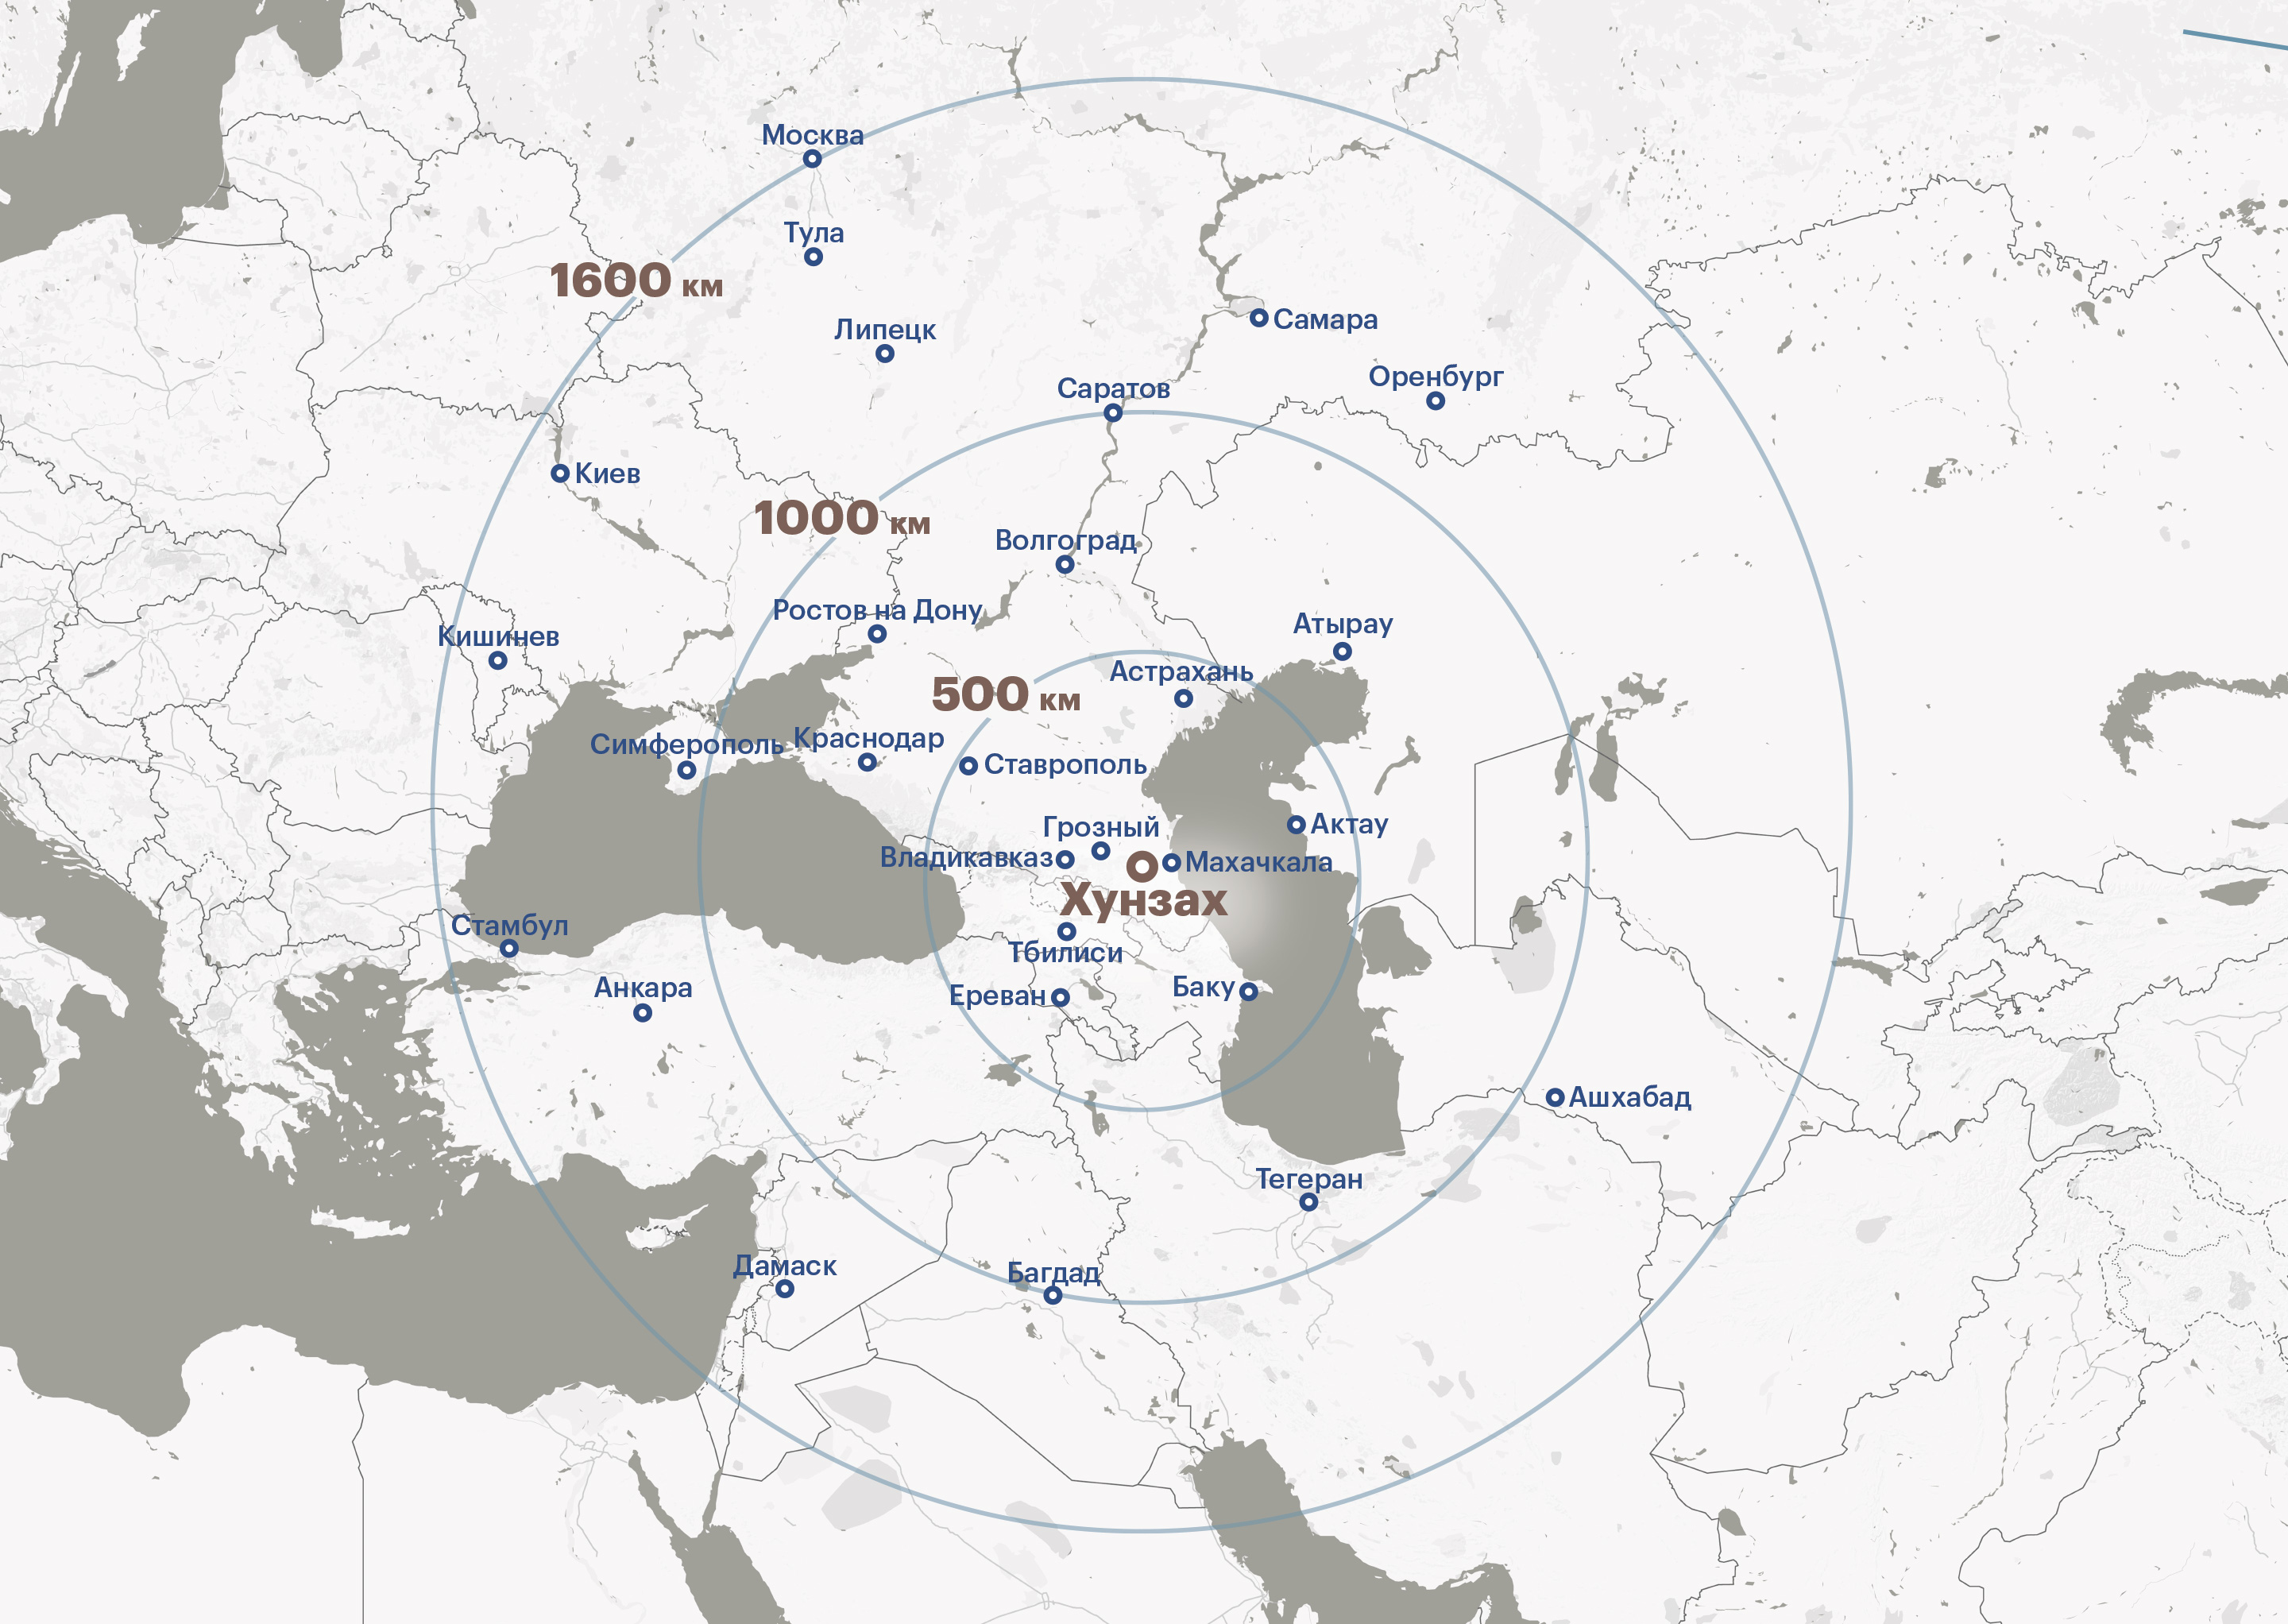 Москва
Тула
1600 км
Самара
Липецк
Оренбург
Саратов
Киев
1000 км
Волгоград
Ростов на Дону
Атырау
Кишинев
Астрахань
500 км
Симферополь
Краснодар
Ставрополь
Грозный
Актау
Владикавказ
Махачкала
Хунзах
Стамбул
Тбилиси
Анкара
Ереван
Баку
Ашхабад
Тегеран
Дамаск
Багдад